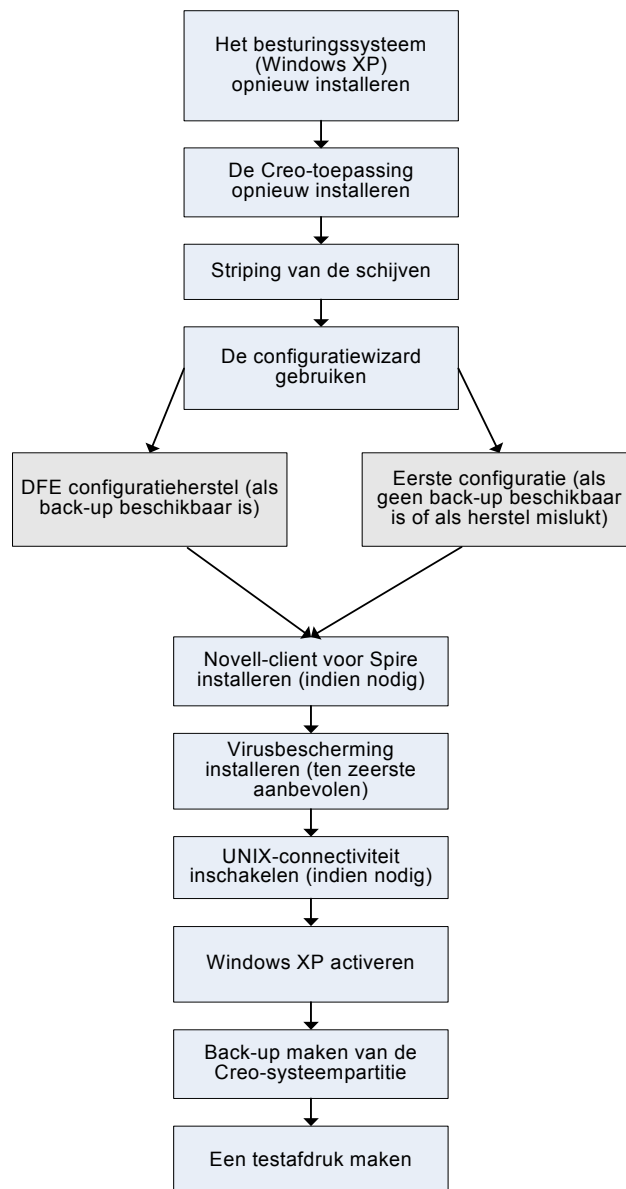 Het besturingssysteem
(Windows XP)
opnieuw installeren
De Creo-toepassing
opnieuw installeren
Striping van de schijven
De configuratiewizard
gebruiken
DFE configuratieherstel (als
back-up beschikbaar is)
Eerste configuratie (als
geen back-up beschikbaar
is of als herstel mislukt)
Novell-client voor Spire
installeren (indien nodig)
Virusbescherming
installeren (ten zeerste
aanbevolen)
UNIX-connectiviteit
inschakelen (indien nodig)
Windows XP activeren
Back-up maken van de
Creo-systeempartitie
Een testafdruk maken